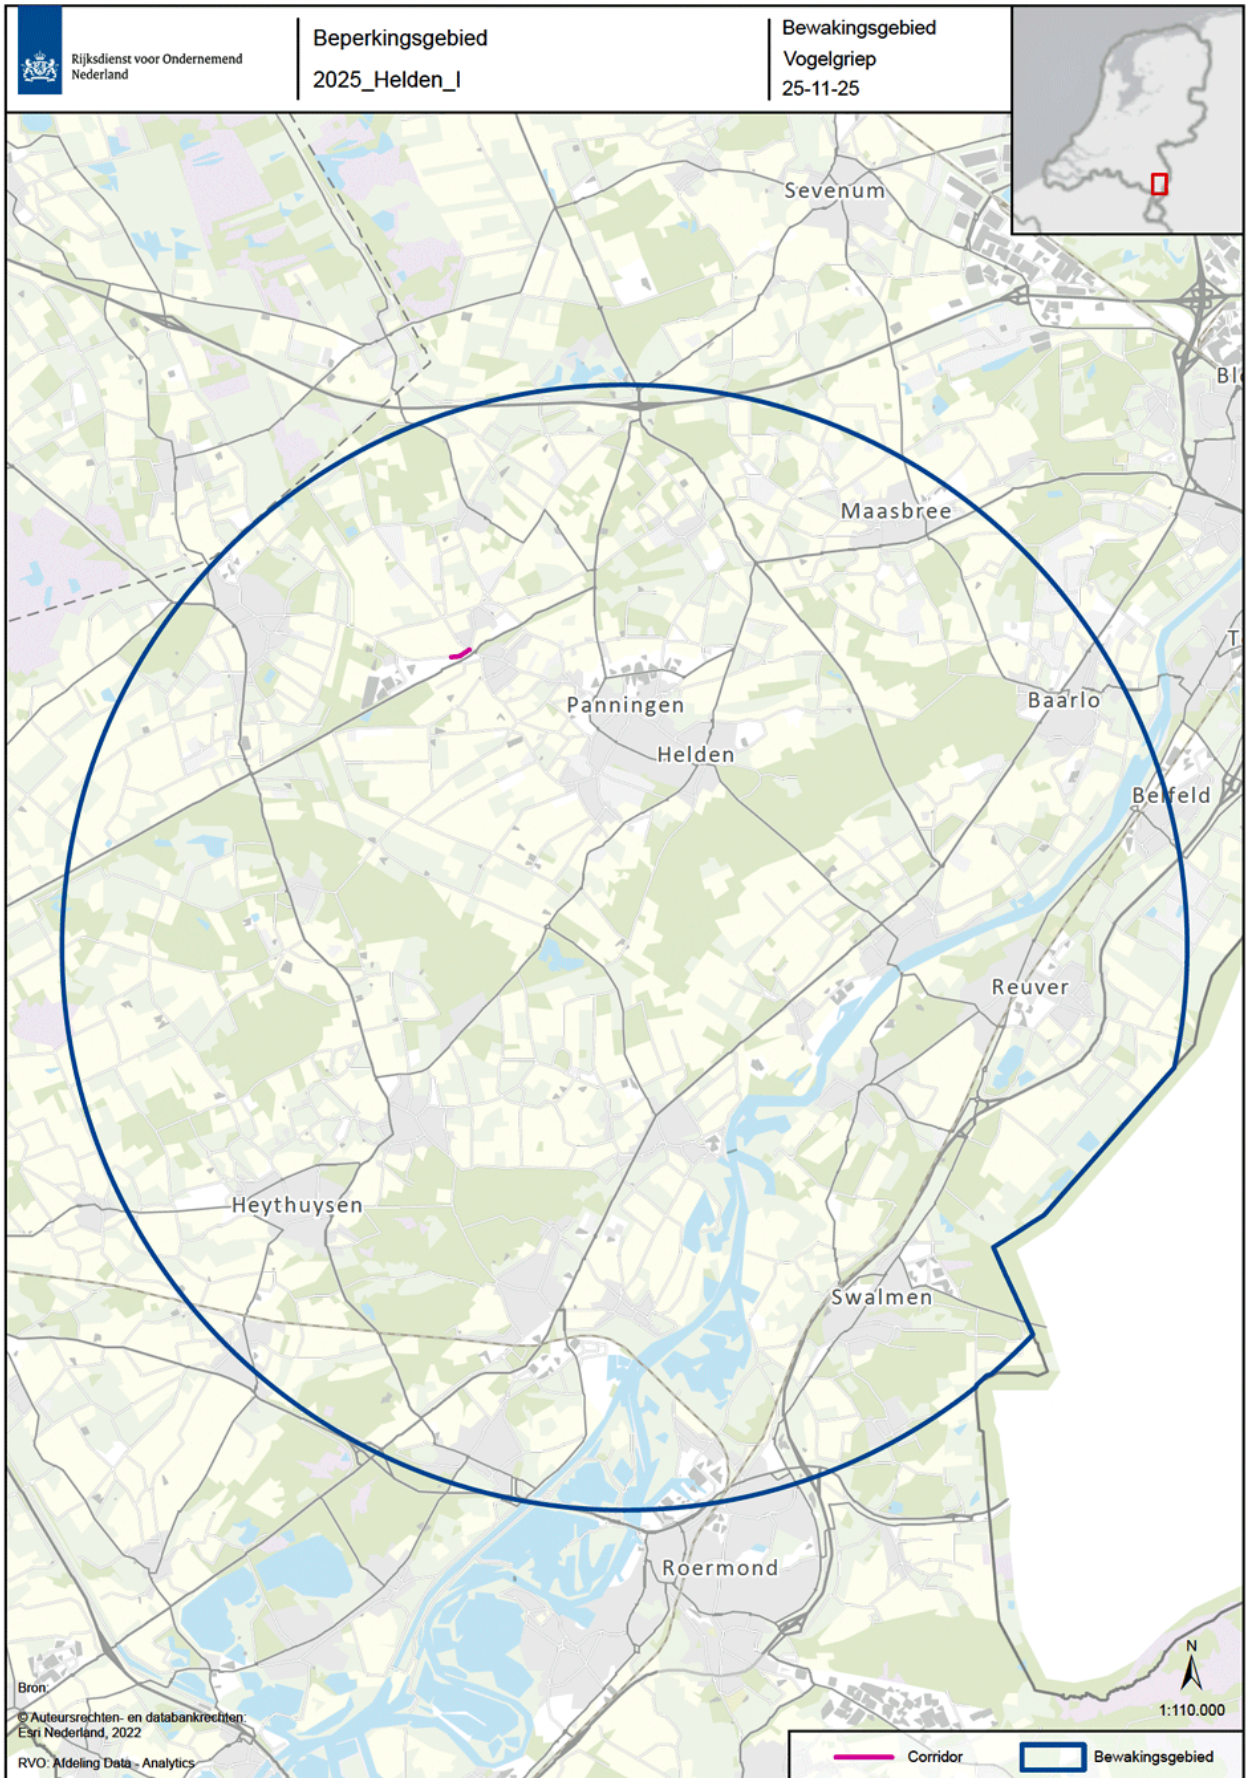 Rijksdienst voor Ondernemend
Nederland
Beperkingsgebied
2025_Helden_I
Bewakingsgebied
Vogelgriep
25-11-25
Sevenum
Bl
Maasbree
T
Baarlo
Panningen
Helden
Belfeld
Reuver
Heythuysen
Swalmen
Roermond
N
1:110.000
Bron:
© Auteursrechten- en databankrechten:
Esri Nederland, 2022
RVO: Afdeling Data - Analytics
Corridor
Bewakingsgebied